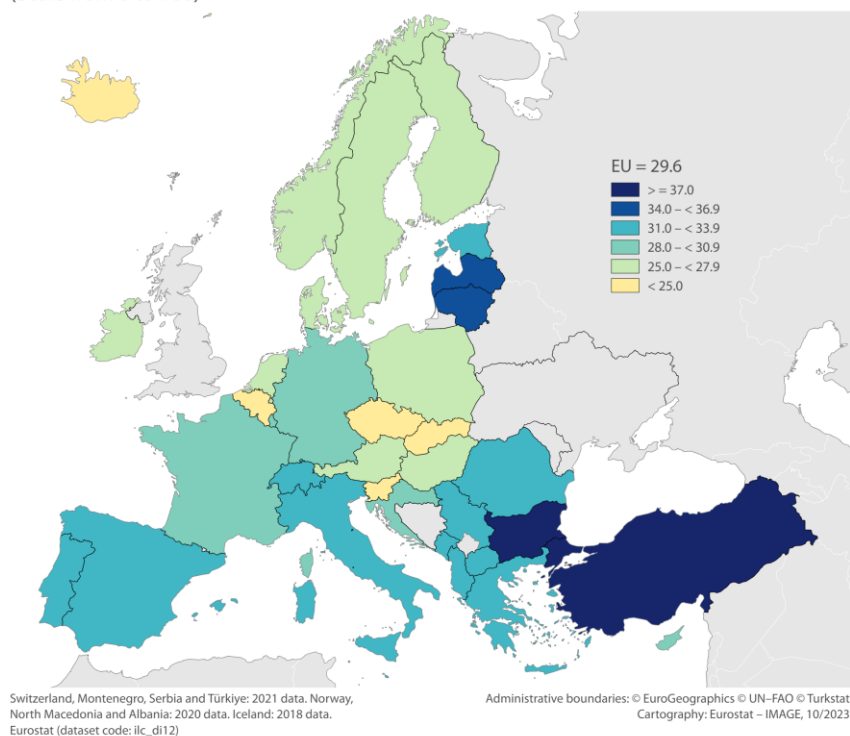 EU = 29.6
> = 37.0
34.0 – < 36.9
31.0 – < 33.9
28.0 – < 30.9
25.0 – < 27.9
< 25.0
Switzerland, Montenegro, Serbia and Türkiye: 2021 data. Norway,
North Macedonia and Albania: 2020 data. Iceland: 2018 data.
Eurostat (dataset code: ilc_di12)
Administrative boundaries: © EuroGeographics © UN–FAO © Turkstat
Cartography: Eurostat – IMAGE, 10/2023